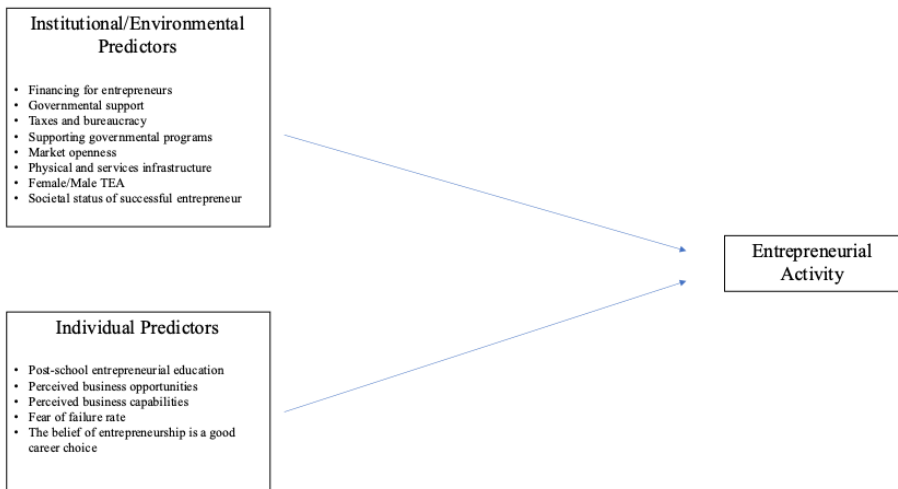 Institutional/Environmental
Predictors
• Financing for entrepreneurs
• Governmental support
• Taxes and bureaucracy
• Supporting governmental programs
• Market openness
• Physical and services infrastructure
• Female/Male TEA
• Societal status of successful entrepreneur
Entrepreneurial
Activity
Individual Predictors
• Post-school entrepreneurial education
• Perceived business opportunities
• Perceived business capabilities
• Fear of failure rate
• The belief of entrepreneurship is a good
career choice